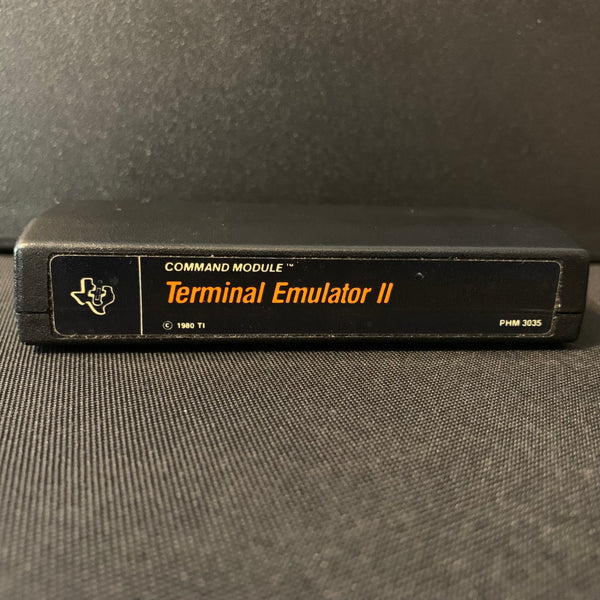 COMMAND MODULE™
Terminal Emulator II
© 1980 TI
PHM 3035